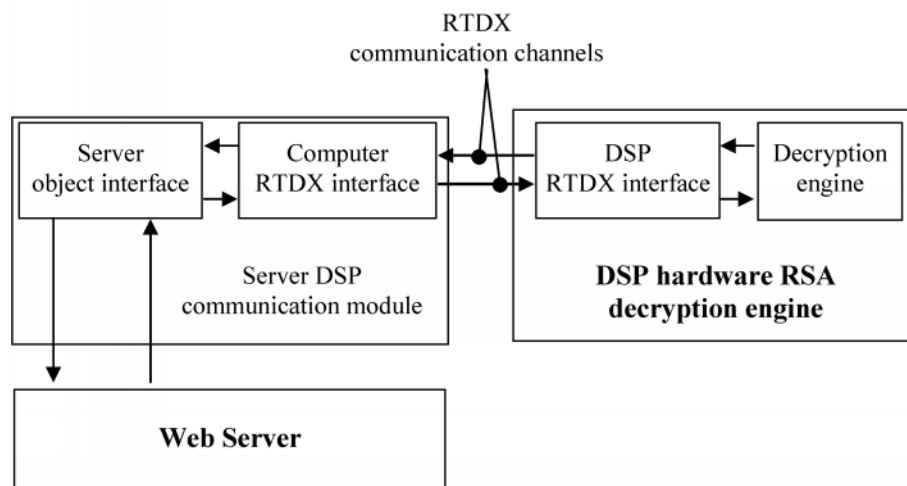 RTDX
communication channels
Server
object interface
Computer
RTDX interface
DSP
RTDX interface
Decryption
engine
Server DSP
communication module
DSP hardware RSA
decryption engine
Web Server